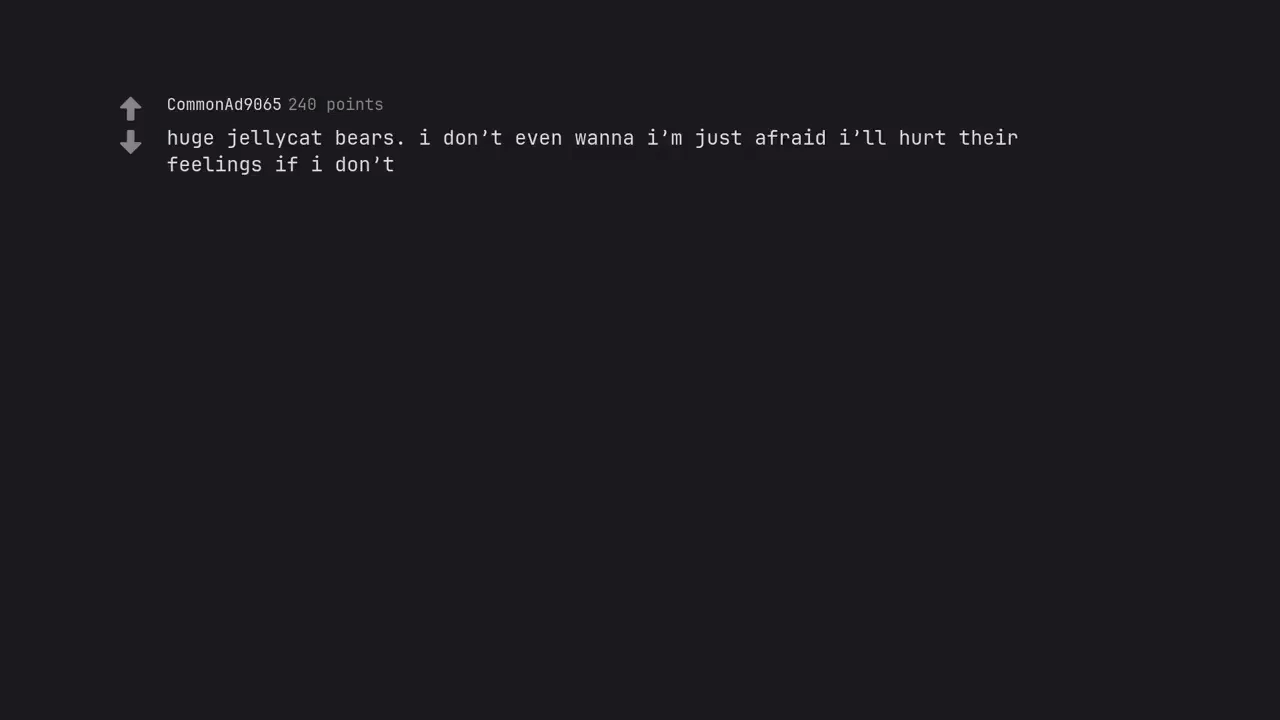 CommonAd9065 240 points
huge jellycat bears. i don’t even wanna i’m just afraid i’ll hurt their
feelings if i don’t